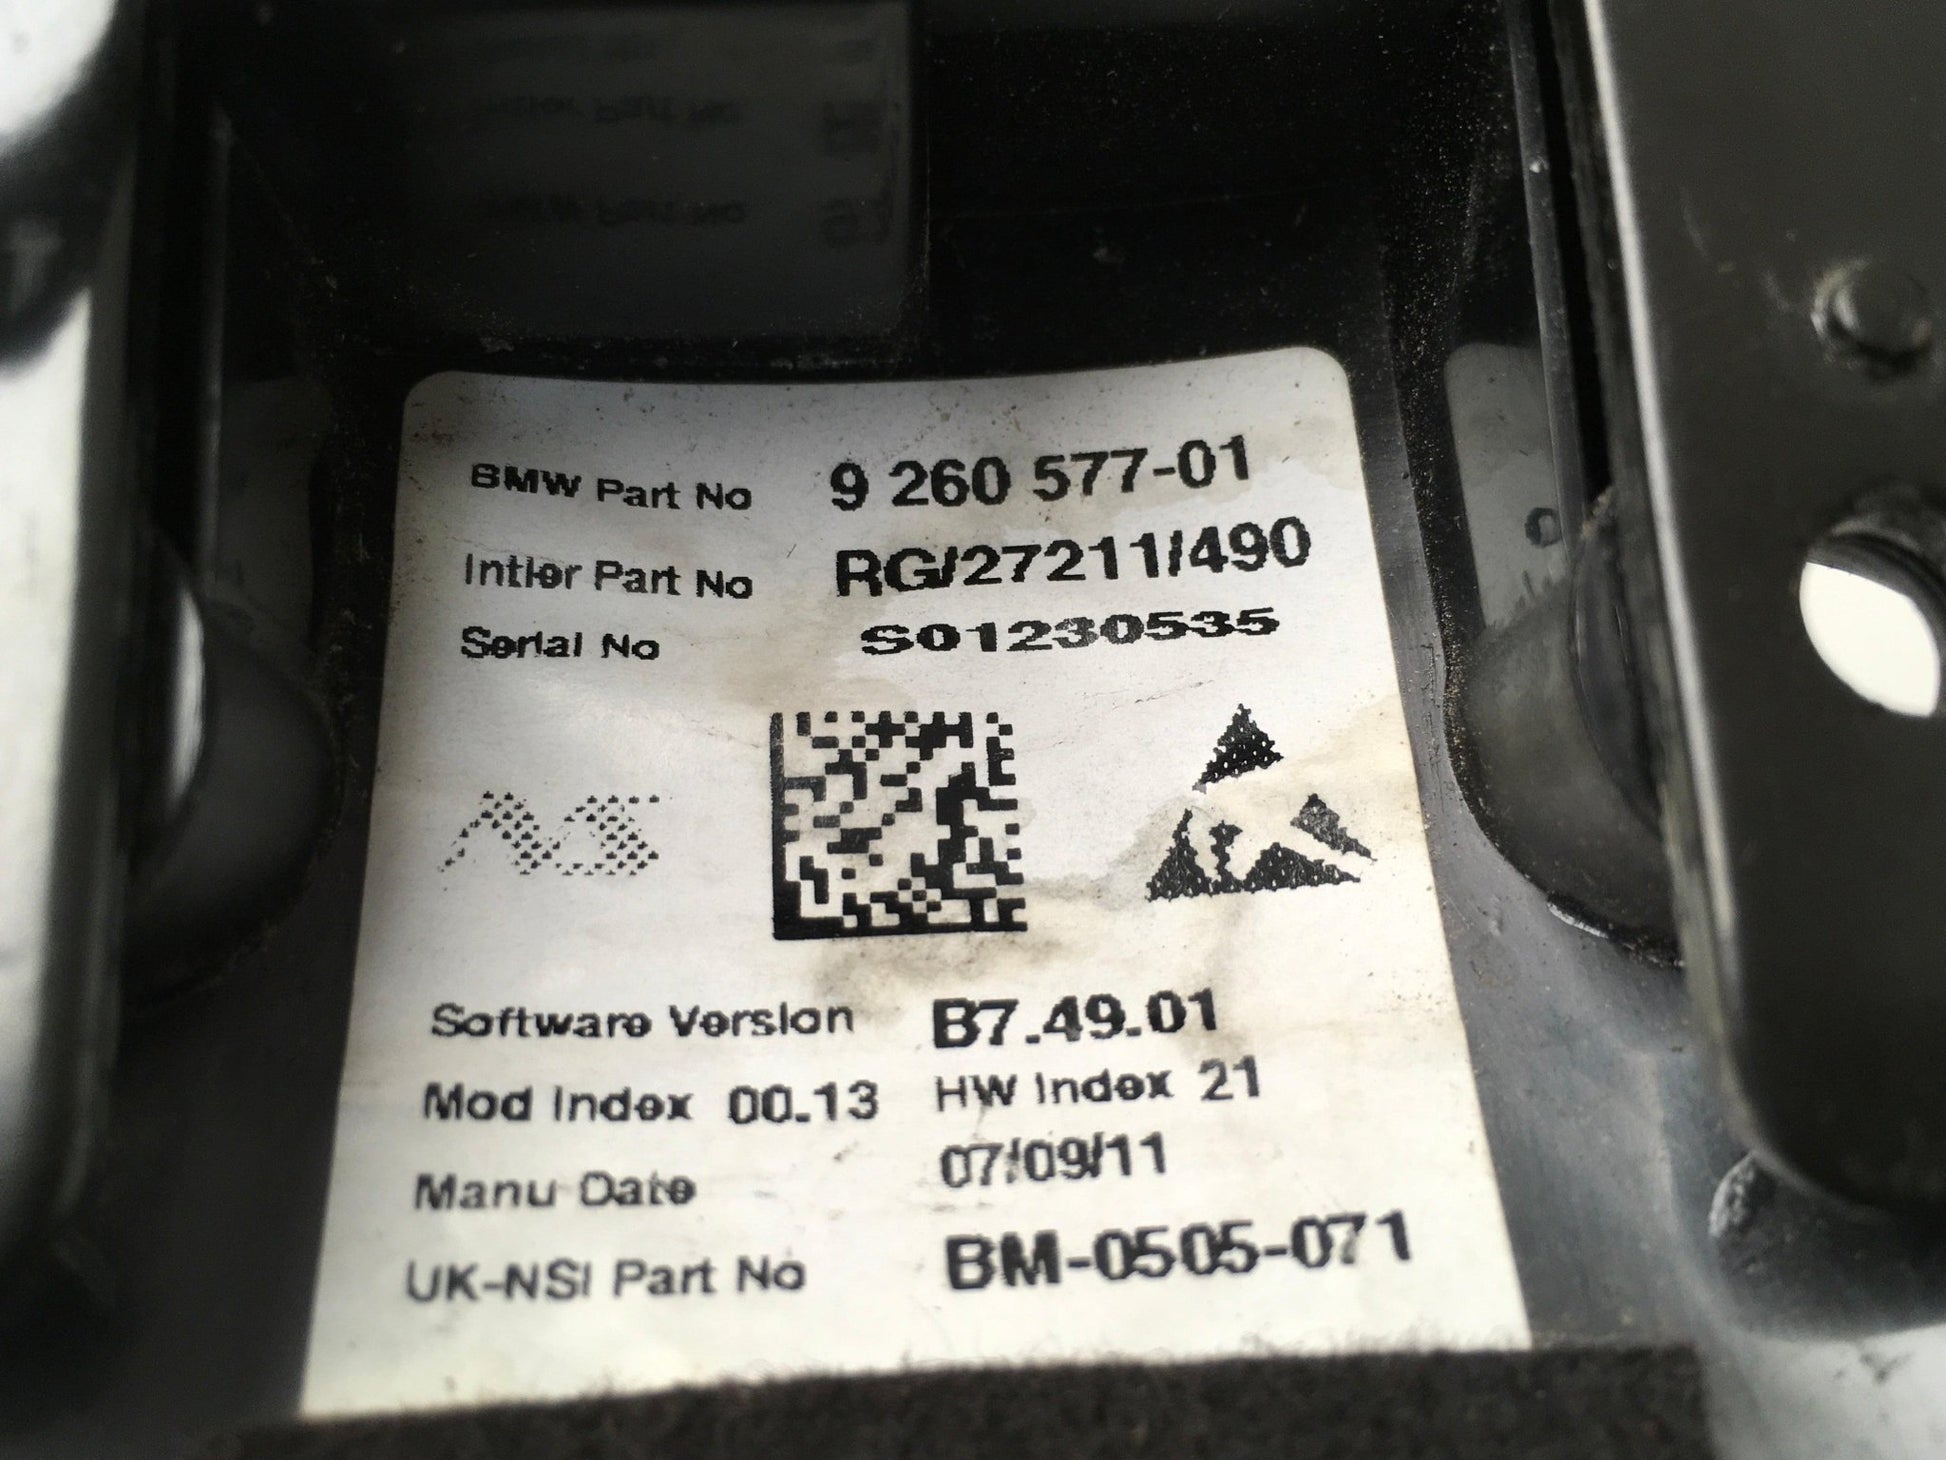 BMW Part No 9 260 577-01
Intier Part No RG/27211/490
Serial No S01230535
Software Version B7.49.01
Mod Index 00.13 HW Index 21
Manu Date 07/09/11
UK-NSI Part No BM-0505-071